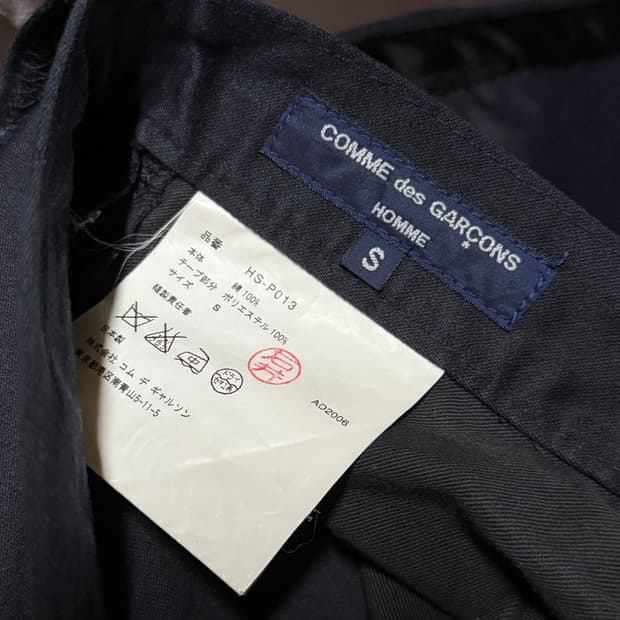 COMME des GARÇONS
HOMME
S
品番 HS-P013
本体 綿100%
テープ部分 ポリエステル100%
サイズ S
縫製責任者
日本製
株式会社 コム デ ギャルソン
東京都港区南青山5-11-5
AD2006